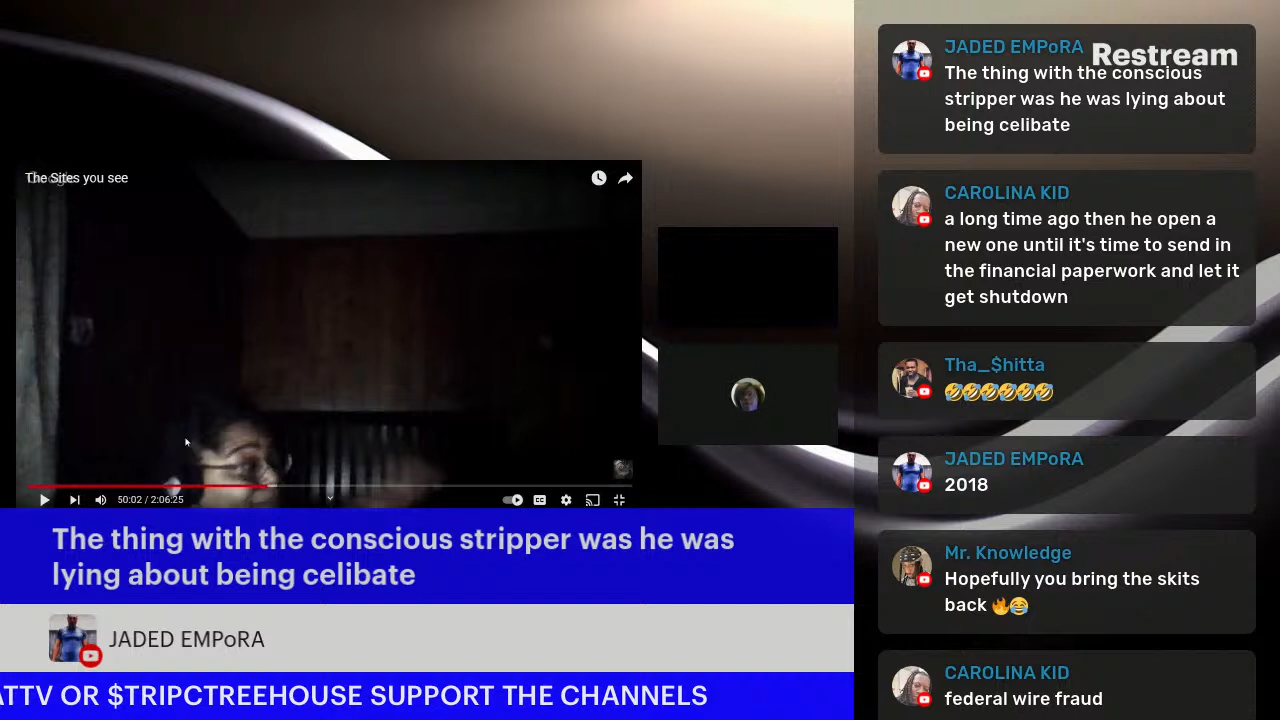 The Sites you see
50:02 / 2:06:25
The thing with the conscious stripper was he was
lying about being celibate
JADED EMPoRA
ATTV OR $TRIPCTREEHOUSE SUPPORT THE CHANNELS
Restream
JADED EMPoRA
The thing with the conscious
stripper was he was lying about
being celibate
CAROLINA KID
a long time ago then he open a
new one until it's time to send in
the financial paperwork and let it
get shutdown
Tha_$hitta
🤣🤣🤣🤣🤣🤣
JADED EMPoRA
2018
Mr. Knowledge
Hopefully you bring the skits
back 🔥😂
CAROLINA KID
federal wire fraud